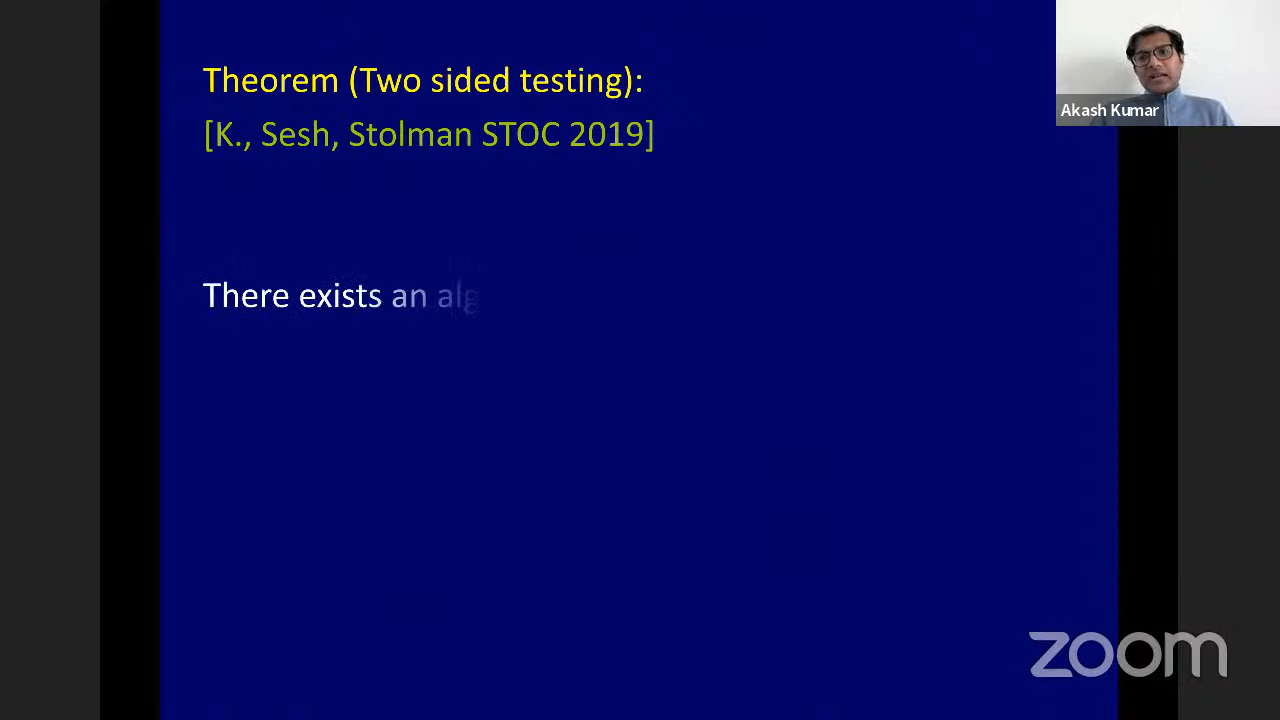 Theorem (Two sided testing):
[K., Sesh, Stolman STOC 2019]
There exists an alg
Akash Kumar
zoom